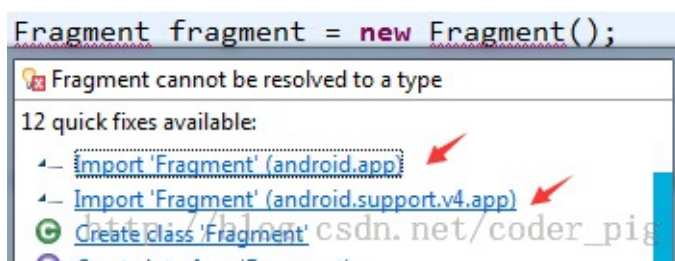 Fragment fragment = new Fragment();
Fragment cannot be resolved to a type
12 quick fixes available:
Import 'Fragment' (android.app)
Import 'Fragment' (android.support.v4.app)
Create class 'Fragment'
http://blog.csdn.net/coder_pig